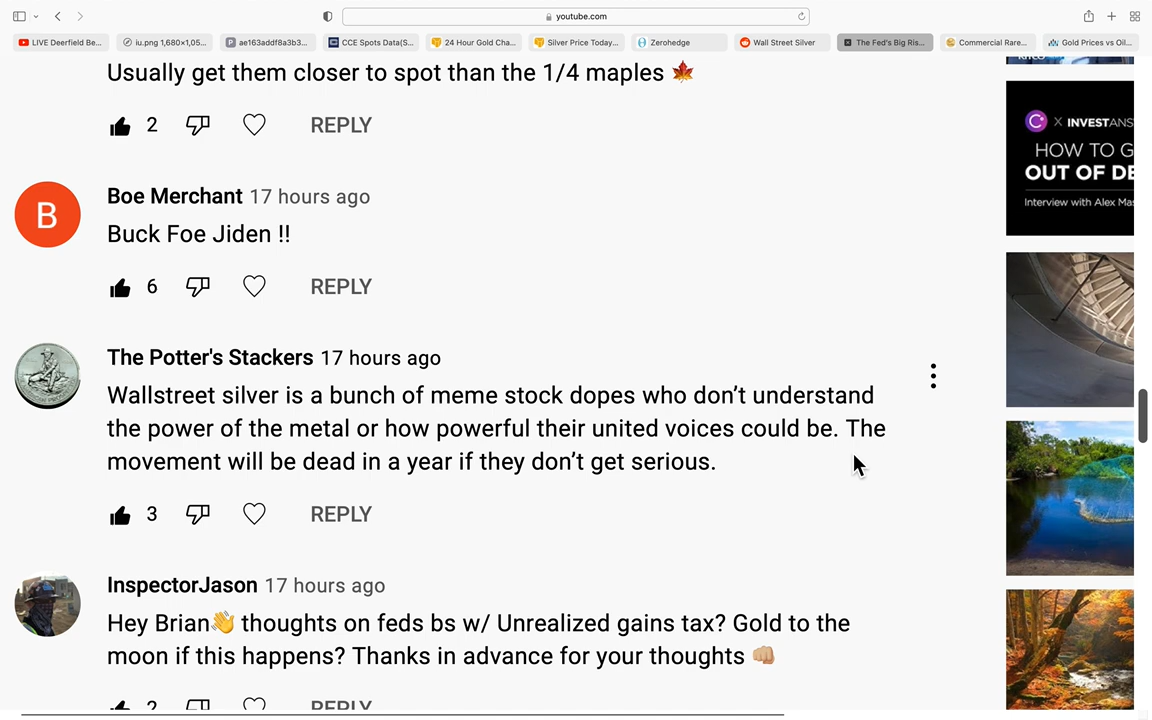 youtube.com
LIVE Deerfield Be...
iu.png 1,680×1,05...
ae163addf8a3b3...
CCE Spots Data(S...
24 Hour Gold Cha...
Silver Price Today...
Zerohedge
Wall Street Silver
The Fed's Big Ris...
Commercial Rare...
Gold Prices vs Oil...
Usually get them closer to spot than the 1/4 maples 🍁
2 REPLY
B
Boe Merchant 17 hours ago
Buck Foe Jiden !!
6 REPLY
The Potter's Stackers 17 hours ago
Wallstreet silver is a bunch of meme stock dopes who don’t understand
the power of the metal or how powerful their united voices could be. The
movement will be dead in a year if they don’t get serious.
3 REPLY
InspectorJason 17 hours ago
Hey Brian👋 thoughts on feds bs w/ Unrealized gains tax? Gold to the
moon if this happens? Thanks in advance for your thoughts 👊🏼
2 REPLY
C X INVESTANS
HOW TO G
OUT OF DE
Interview with Alex Mas